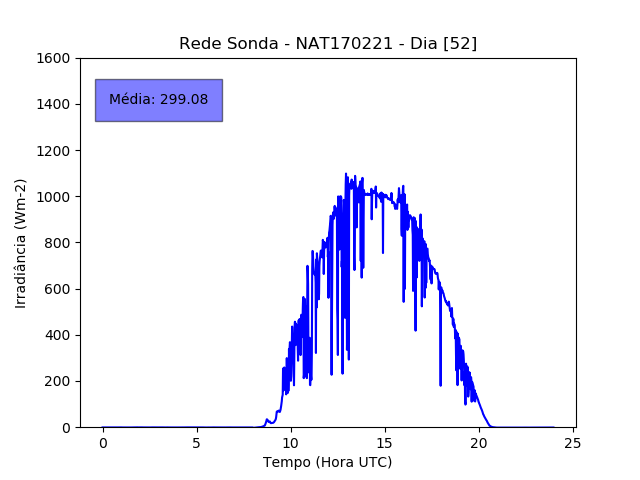 Rede Sonda - NAT170221 - Dia [52]
1600
1400
1200
1000
800
600
400
200
0
Irradiância (Wm-2)
Média: 299.08
0 5 10 15 20 25
Tempo (Hora UTC)